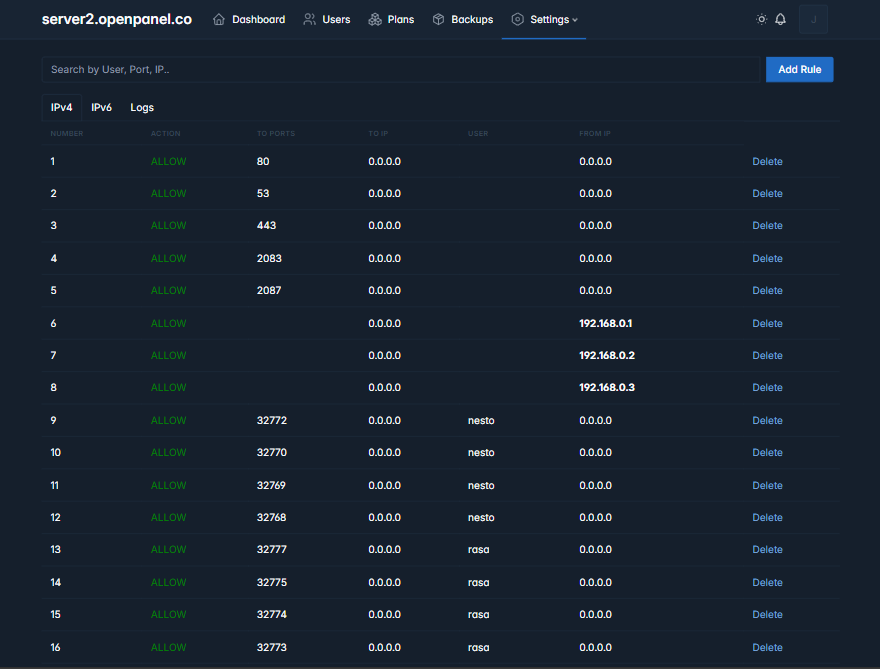 server2.openpanel.co Dashboard Users Plans Backups Settings J
Search by User, Port, IP.. Add Rule
IPv4 IPv6 Logs
NUMBER ACTION TO PORTS TO IP USER FROM IP
1 ALLOW 80 0.0.0.0 0.0.0.0 Delete
2 ALLOW 53 0.0.0.0 0.0.0.0 Delete
3 ALLOW 443 0.0.0.0 0.0.0.0 Delete
4 ALLOW 2083 0.0.0.0 0.0.0.0 Delete
5 ALLOW 2087 0.0.0.0 0.0.0.0 Delete
6 ALLOW 0.0.0.0 192.168.0.1 Delete
7 ALLOW 0.0.0.0 192.168.0.2 Delete
8 ALLOW 0.0.0.0 192.168.0.3 Delete
9 ALLOW 32772 0.0.0.0 nesto 0.0.0.0 Delete
10 ALLOW 32770 0.0.0.0 nesto 0.0.0.0 Delete
11 ALLOW 32769 0.0.0.0 nesto 0.0.0.0 Delete
12 ALLOW 32768 0.0.0.0 nesto 0.0.0.0 Delete
13 ALLOW 32777 0.0.0.0 rasa 0.0.0.0 Delete
14 ALLOW 32775 0.0.0.0 rasa 0.0.0.0 Delete
15 ALLOW 32774 0.0.0.0 rasa 0.0.0.0 Delete
16 ALLOW 32773 0.0.0.0 rasa 0.0.0.0 Delete